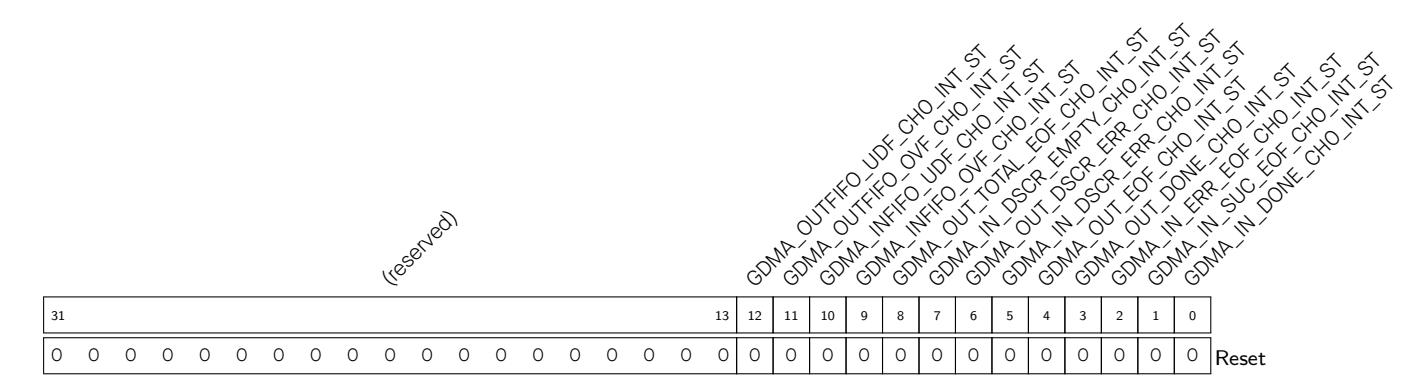 (reserved)
GDMA_OUTFIFO_UDF_CH0_INT_ST
GDMA_OUTFIFO_OVF_CH0_INT_ST
GDMA_INFIFO_UDF_CH0_INT_ST
GDMA_INFIFO_OVF_CH0_INT_ST
GDMA_OUT_TOTAL_EOF_CH0_INT_ST
GDMA_IN_DSCR_EMPTY_CH0_INT_ST
GDMA_OUT_DSCR_ERR_CH0_INT_ST
GDMA_IN_DSCR_ERR_CH0_INT_ST
GDMA_OUT_EOF_CH0_INT_ST
GDMA_OUT_DONE_CH0_INT_ST
GDMA_IN_ERR_EOF_CH0_INT_ST
GDMA_IN_SUC_EOF_CH0_INT_ST
GDMA_IN_DONE_CH0_INT_ST
31 13 12 11 10 9 8 7 6 5 4 3 2 1 0
0 0 0 0 0 0 0 0 0 0 0 0 0 0 0 0 0 0 0 0 0 0 0 0 0 0 0 0 0 0 0 0 Reset